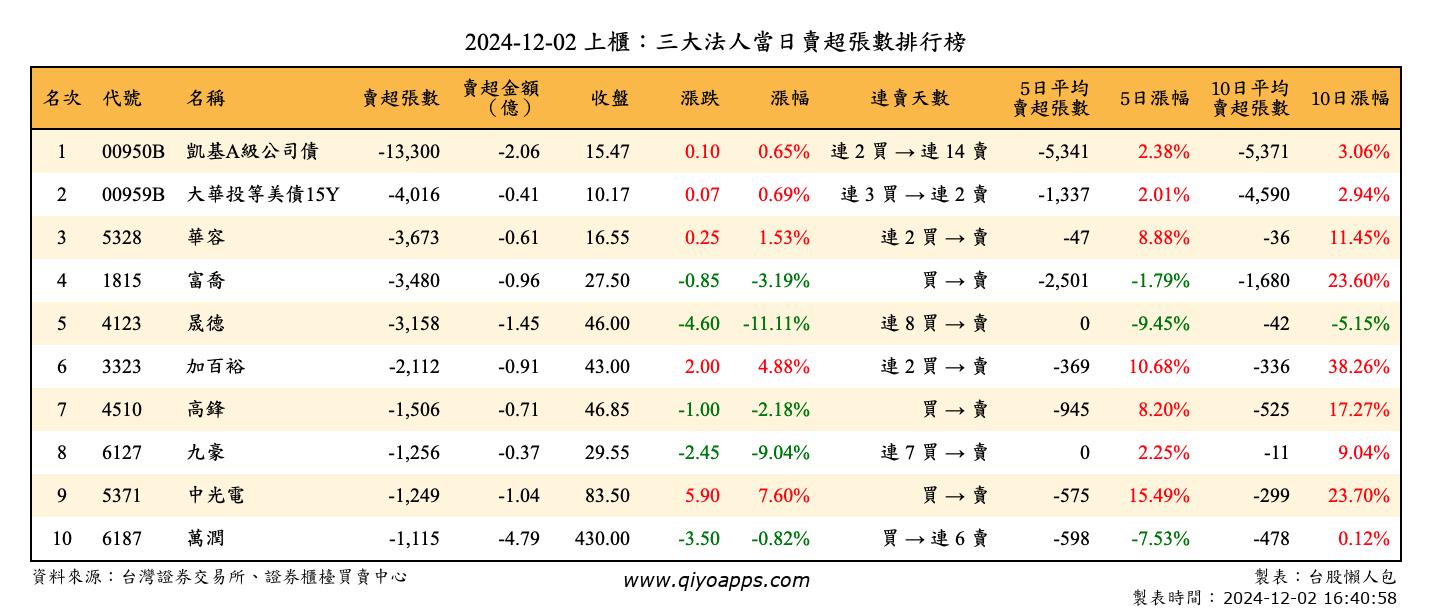 2024-12-02 上櫃：三大法人當日賣超張數排行榜
名次 代號 名稱 賣超張數 賣超金額（億） 收盤 漲跌 漲幅 連賣天數 5日平均賣超張數 5日漲幅 10日平均賣超張數 10日漲幅
1 00950B 凱基A級公司債 -13,300 -2.06 15.47 0.10 0.65% 連 2 買 → 連 14 賣 -5,341 2.38% -5,371 3.06%
2 00959B 大華投等美債15Y -4,016 -0.41 10.17 0.07 0.69% 連 3 買 → 連 2 賣 -1,337 2.01% -4,590 2.94%
3 5328 華容 -3,673 -0.61 16.55 0.25 1.53% 連 2 買 → 賣 -47 8.88% -36 11.45%
4 1815 富喬 -3,480 -0.96 27.50 -0.85 -3.19% 買 → 賣 -2,501 -1.79% -1,680 23.60%
5 4123 晟德 -3,158 -1.45 46.00 -4.60 -11.11% 連 8 買 → 賣 0 -9.45% -42 -5.15%
6 3323 加百裕 -2,112 -0.91 43.00 2.00 4.88% 連 2 買 → 賣 -369 10.68% -336 38.26%
7 4510 高鋒 -1,506 -0.71 46.85 -1.00 -2.18% 買 → 賣 -945 8.20% -525 17.27%
8 6127 九豪 -1,256 -0.37 29.55 -2.45 -9.04% 連 7 買 → 賣 0 2.25% -11 9.04%
9 5371 中光電 -1,249 -1.04 83.50 5.90 7.60% 買 → 賣 -575 15.49% -299 23.70%
10 6187 萬潤 -1,115 -4.79 430.00 -3.50 -0.82% 買 → 連 6 賣 -598 -7.53% -478 0.12%
資料來源：台灣證券交易所、證券櫃檯買賣中心 www.qiyoapps.com 製表：台股懶人包
製表時間：2024-12-02 16:40:58